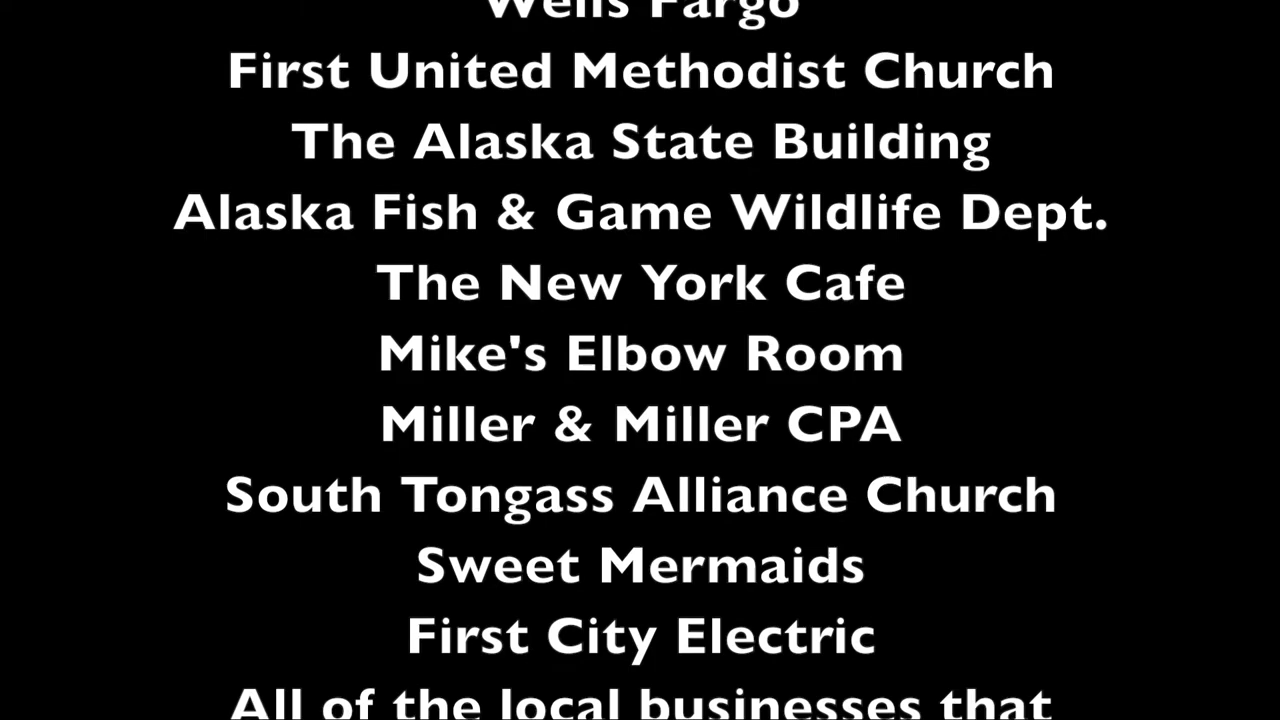 Wells Fargo
First United Methodist Church
The Alaska State Building
Alaska Fish & Game Wildlife Dept.
The New York Cafe
Mike's Elbow Room
Miller & Miller CPA
South Tongass Alliance Church
Sweet Mermaids
First City Electric
All of the local businesses that